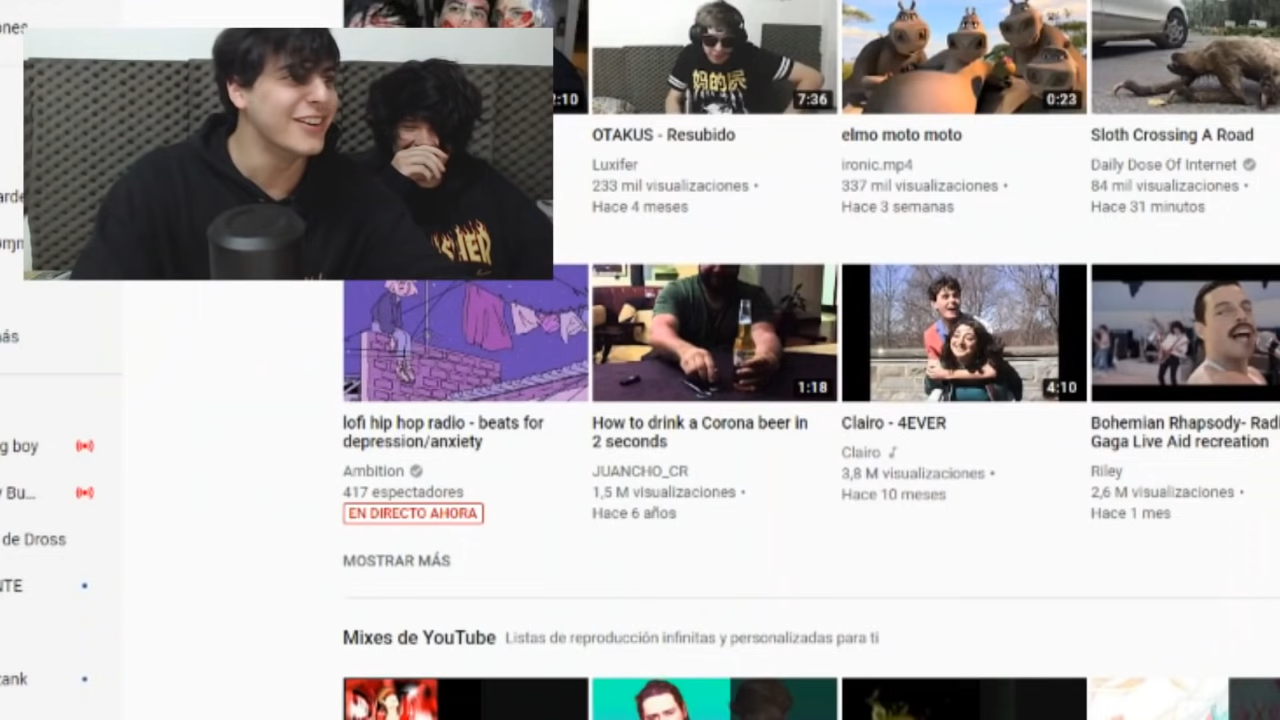 2:10
7:36
0:23
妈的
OTAKUS - Resubido
elmo moto moto
Sloth Crossing A Road
Luxifer
ironic.mp4
Daily Dose Of Internet
233 mil visualizaciones •
337 mil visualizaciones •
84 mil visualizaciones •
Hace 4 meses
Hace 3 semanas
Hace 31 minutos
ás
1:18
4:10
lofi hip hop radio - beats for
depression/anxiety
How to drink a Corona beer in
2 seconds
Clairo - 4EVER
Bohemian Rhapsody- Radi
Gaga Live Aid recreation
g boy
Ambition
JUANCHO_CR
Clairo
Riley
417 espectadores
1,5 M visualizaciones •
3,8 M visualizaciones •
2,6 M visualizaciones •
y Bu...
EN DIRECTO AHORA
Hace 6 años
Hace 10 meses
Hace 1 mes
de Dross
MOSTRAR MÁS
NTE
Mixes de YouTube Listas de reproducción infinitas y personalizadas para ti
tank